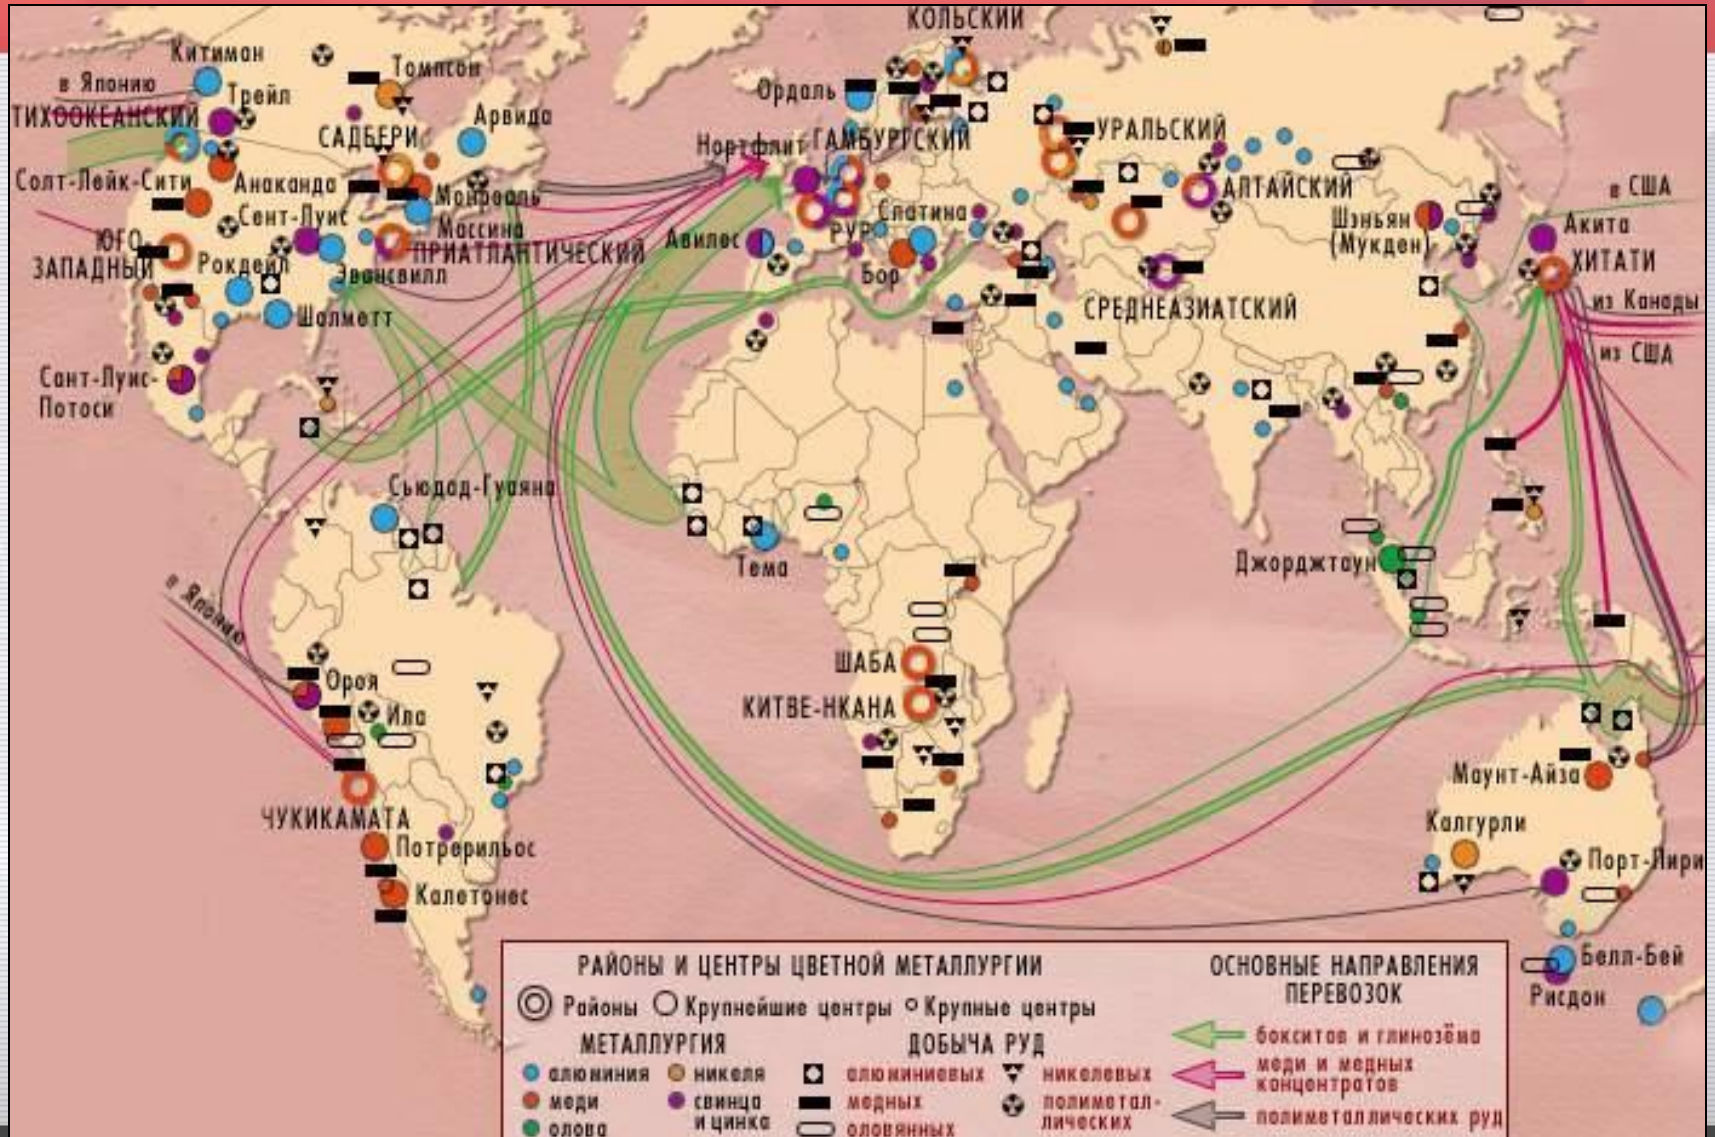 КОЛЬСКИЙ
Китимат
Томпсон
в Японию
Ордаль
Трейл
ТИХООКЕАНСКИЙ
Арвида
САДБЕРИ
УРАЛЬСКИЙ
Нортфлит
ГАМБУРГСКИЙ
Солт-Лейк-Сити
Анаконда
АЛТАЙСКИЙ
в США
Монреаль
Сент-Луис
Слатина
Шэньян
(Мукден)
Акита
Массина
ЮГО-
ЗАПАДНЫЙ
ПРИАТЛАНТИЧЕСКИЙ
Авилес
РУР
Рокдейл
Эвансвилл
Бор
ХИТАТИ
СРЕДНЕАЗИАТСКИЙ
из Канады
Шалметт
из США
Сант-Луис-
Потоси
Сьюдад-Гуаяна
Тема
Джорджтаун
в Японию
ШАБА
Ороя
КИТВЕ-НКАНА
Ила
Маунт-Айза
ЧУКИКАМАТА
Калгурли
Потрерильос
Порт-Пири
Калетонес
Белл-Бей
Рисдон
РАЙОНЫ И ЦЕНТРЫ ЦВЕТНОЙ МЕТАЛЛУРГИИ
Районы Крупнейшие центры Крупные центры
МЕТАЛЛУРГИЯ
алюминия
меди
олова
никеля
свинца
и цинка
ДОБЫЧА РУД
алюминиевых
медных
оловянных
никелевых
полиметал-
лических
ОСНОВНЫЕ НАПРАВЛЕНИЯ
ПЕРЕВОЗОК
бокситов и глинозёма
меди и медных
концентратов
полиметаллических руд